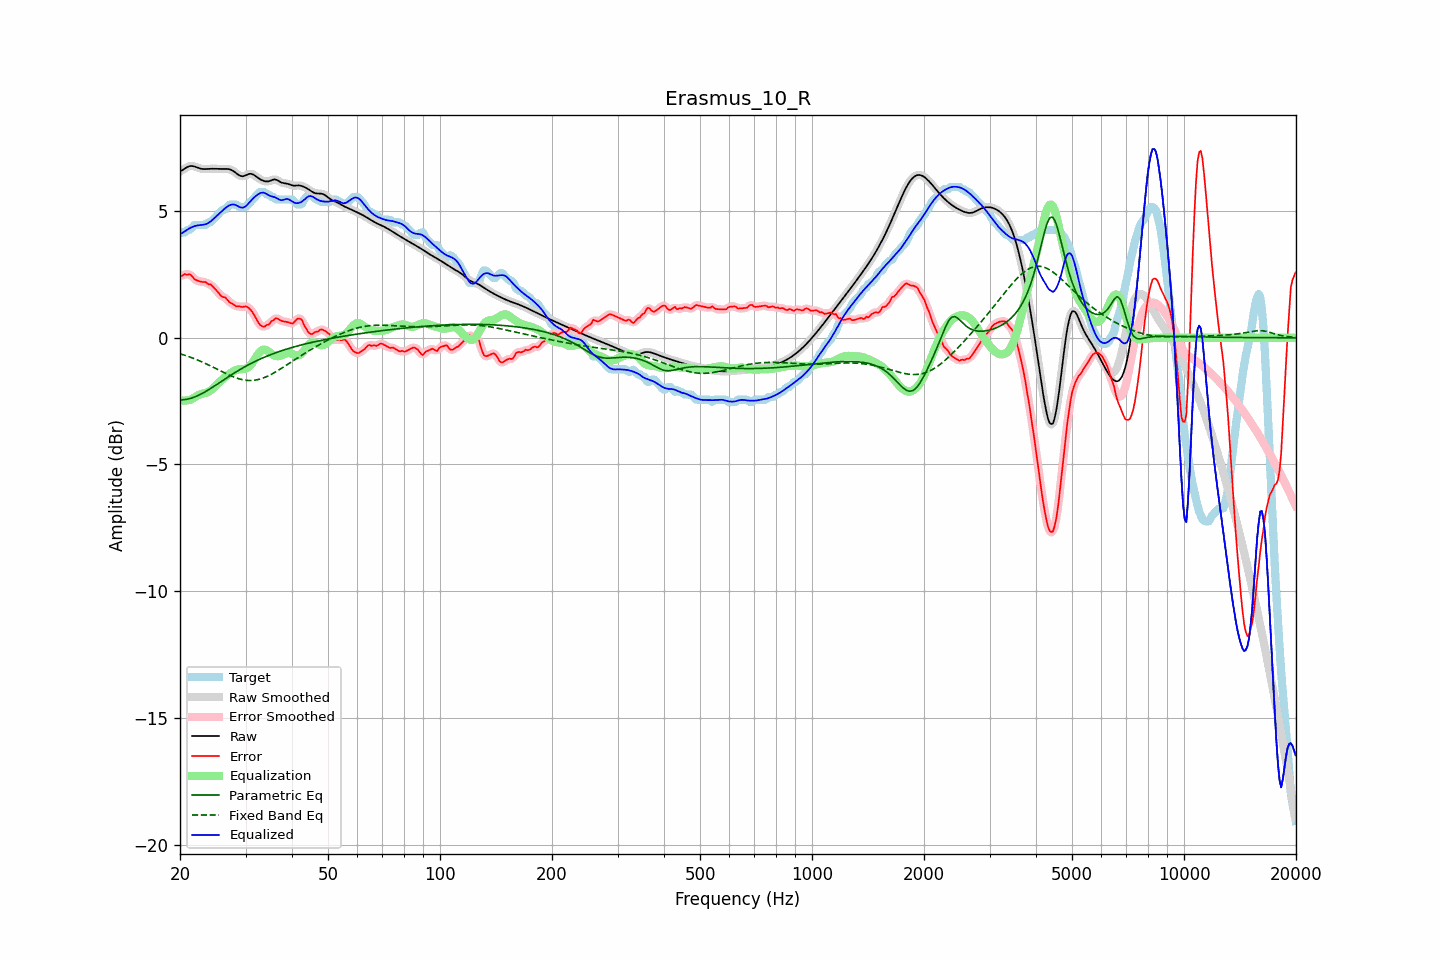 Erasmus_10_R
Amplitude (dBr)
5
0
−5
−10
−15
−20
Target
Raw Smoothed
Error Smoothed
Raw
Error
Equalization
Parametric Eq
Fixed Band Eq
Equalized
20 50 100 200 500 1000 2000 5000 10000 20000
Frequency (Hz)